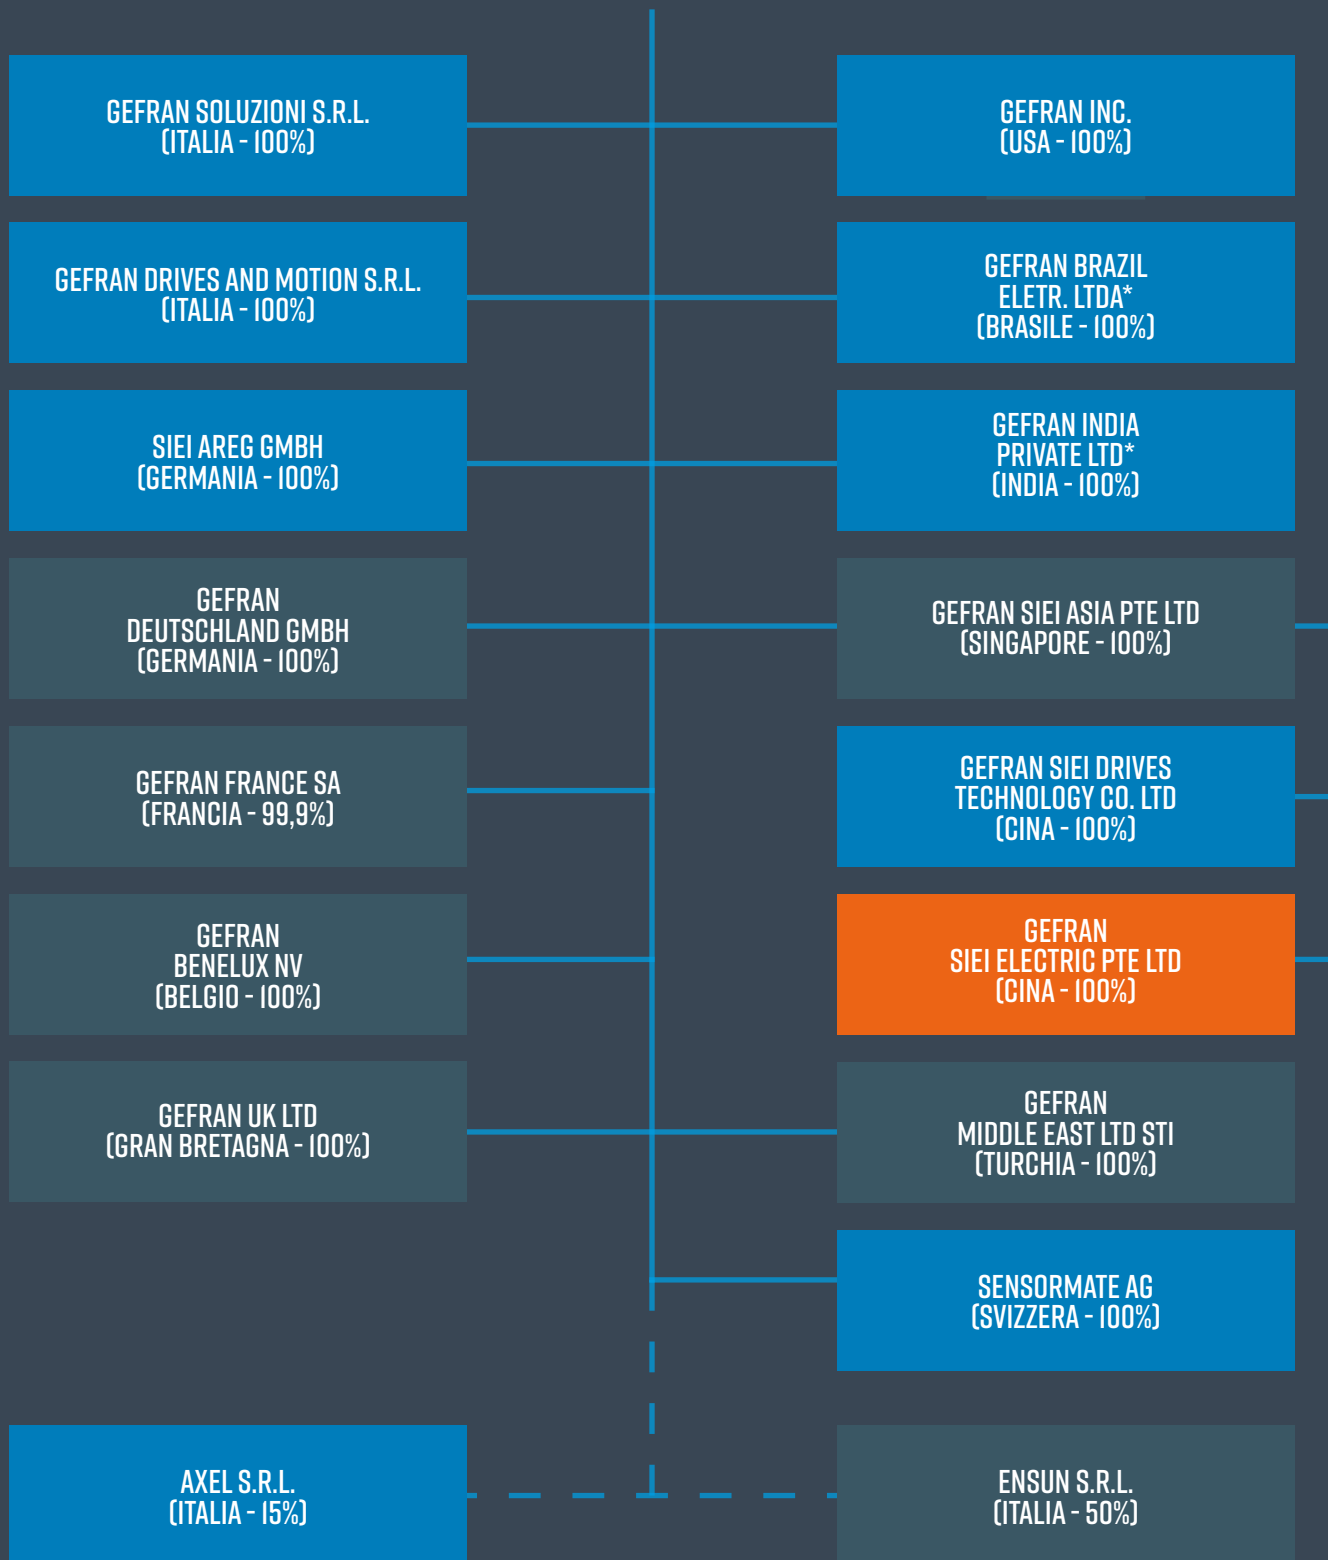 GEFRAN SOLUZIONI S.R.L.
(ITALIA - 100%)
GEFRAN INC.
(USA - 100%)
GEFRAN DRIVES AND MOTION S.R.L.
(ITALIA - 100%)
GEFRAN BRAZIL
ELETR. LTDA*
(BRASILE - 100%)
SIEI AREG GMBH
(GERMANIA - 100%)
GEFRAN INDIA
PRIVATE LTD*
(INDIA - 100%)
GEFRAN
DEUTSCHLAND GMBH
(GERMANIA - 100%)
GEFRAN SIEI ASIA PTE LTD
(SINGAPORE - 100%)
GEFRAN FRANCE SA
(FRANCIA - 99,9%)
GEFRAN SIEI DRIVES
TECHNOLOGY CO. LTD
(CINA - 100%)
GEFRAN
BENELUX NV
(BELGIO - 100%)
GEFRAN
SIEI ELECTRIC PTE LTD
(CINA - 100%)
GEFRAN UK LTD
(GRAN BRETAGNA - 100%)
GEFRAN
MIDDLE EAST LTD STI
(TURCHIA - 100%)
SENSORMATE AG
(SVIZZERA - 100%)
AXEL S.R.L.
(ITALIA - 15%)
ENSUN S.R.L.
(ITALIA - 50%)